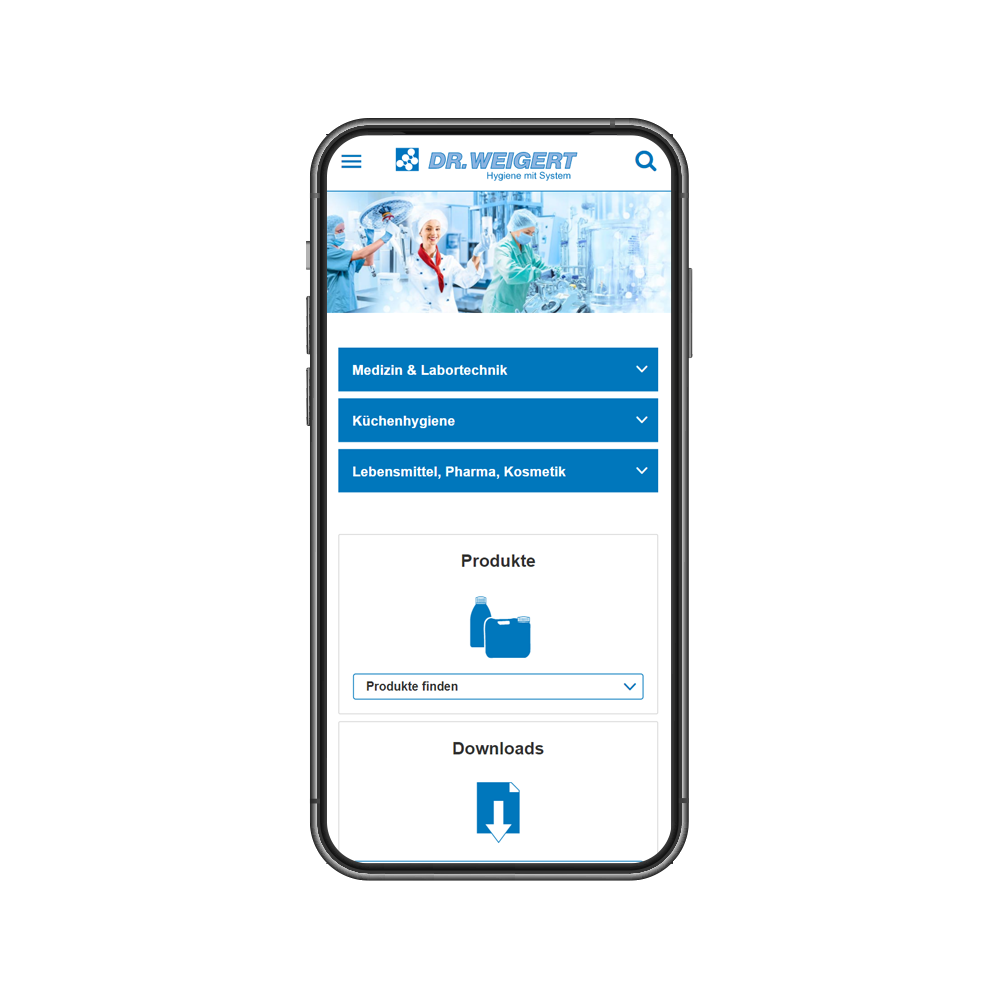 DR.WEIGERT
Hygiene mit System
Medizin & Labortechnik
Küchenhygiene
Lebensmittel, Pharma, Kosmetik
Produkte
Produkte finden
Downloads